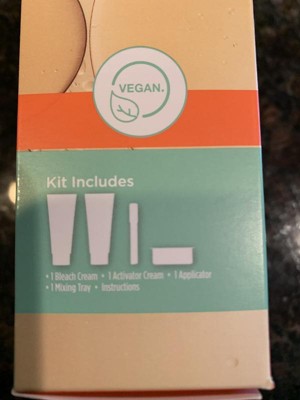 VEGAN.
Kit Includes
• 1 Bleach Cream • 1 Activator Cream • 1 Applicator
• 1 Mixing Tray • Instructions